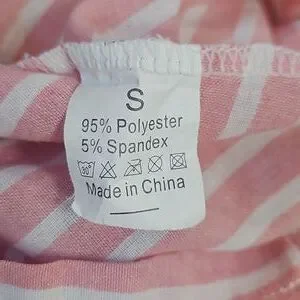 S
95% Polyester
5% Spandex
Made in China